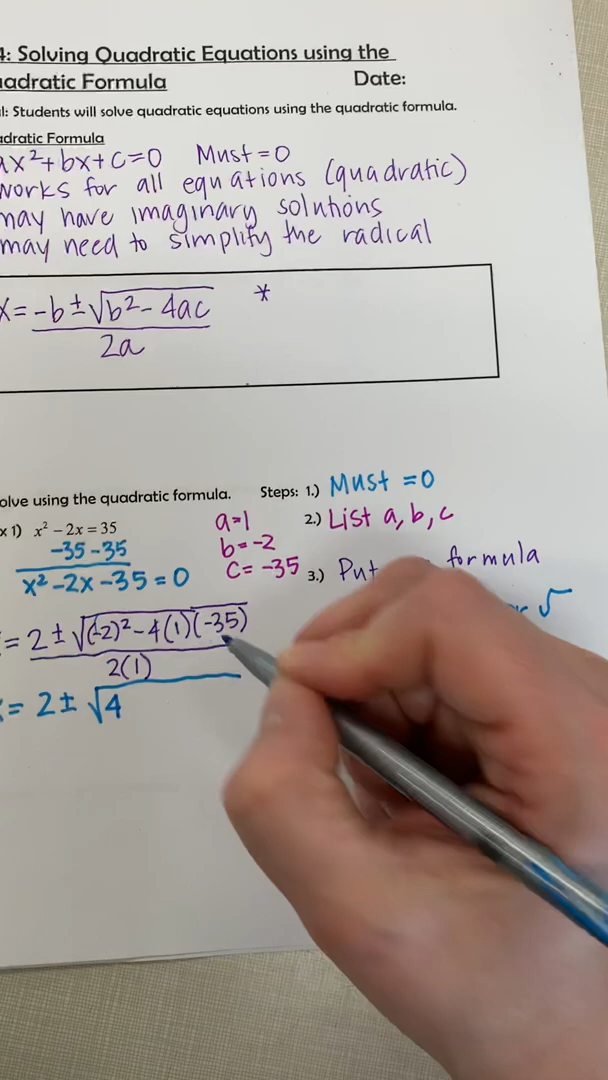 4: Solving Quadratic Equations using the
uadratic Formula Date:
l: Students will solve quadratic equations using the quadratic formula.
adratic Formula
ax²+bx+c=0 Must=0
works for all equations (quadratic)
may have imaginary solutions
may need to simplify the radical
x = -b±√b²-4ac / 2a *
olve using the quadratic formula. Steps: 1.) Must =0
x 1) x² – 2x = 35 a=1 2.) List a, b, c
-35 -35 b=-2
x²-2x-35=0 c=-35 3.) Put formula
= 2 ± √(-2)²-4(1)(-35) / 2(1) √
= 2± √4